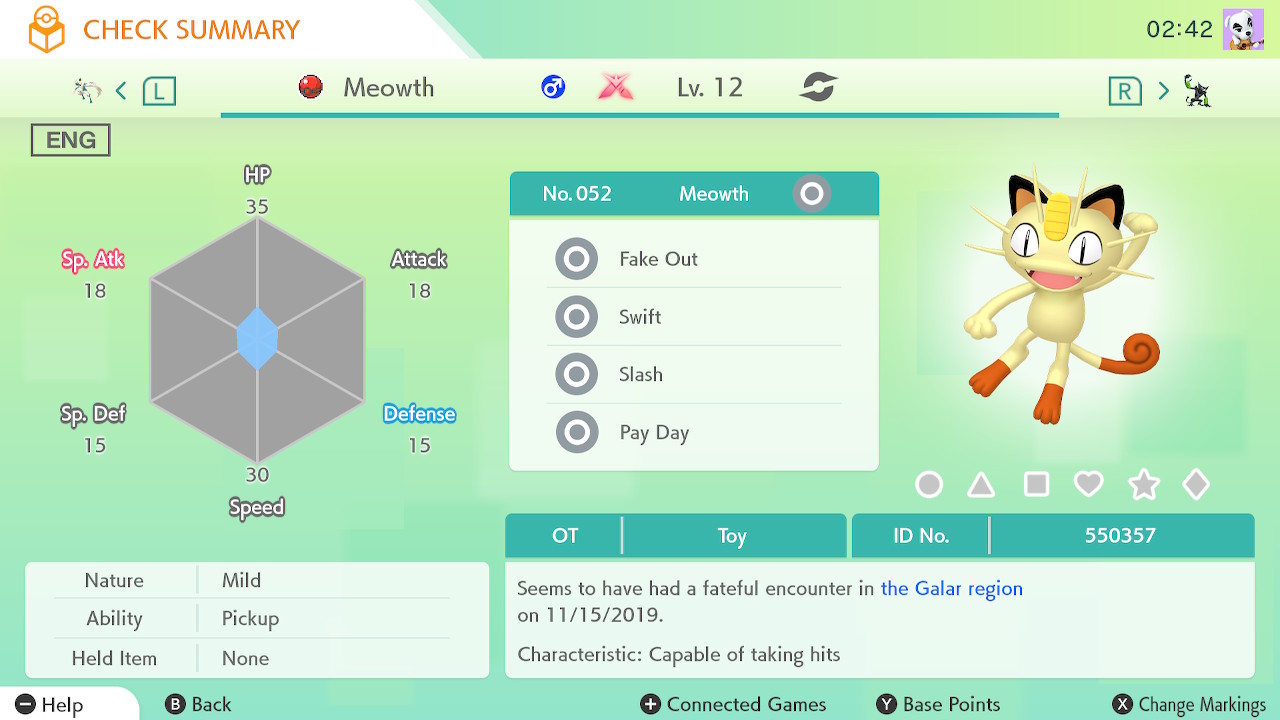 CHECK SUMMARY
02:42
L
Meowth
Lv. 12
R
ENG
HP
35
Sp. Atk
18
Attack
18
Sp. Def
15
Defense
15
30
Speed
No. 052 Meowth
Fake Out
Swift
Slash
Pay Day
OT Toy
ID No. 550357
Nature Mild
Ability Pickup
Held Item None
Seems to have had a fateful encounter in the Galar region
on 11/15/2019.
Characteristic: Capable of taking hits
Help
B Back
Connected Games
Y Base Points
X Change Markings